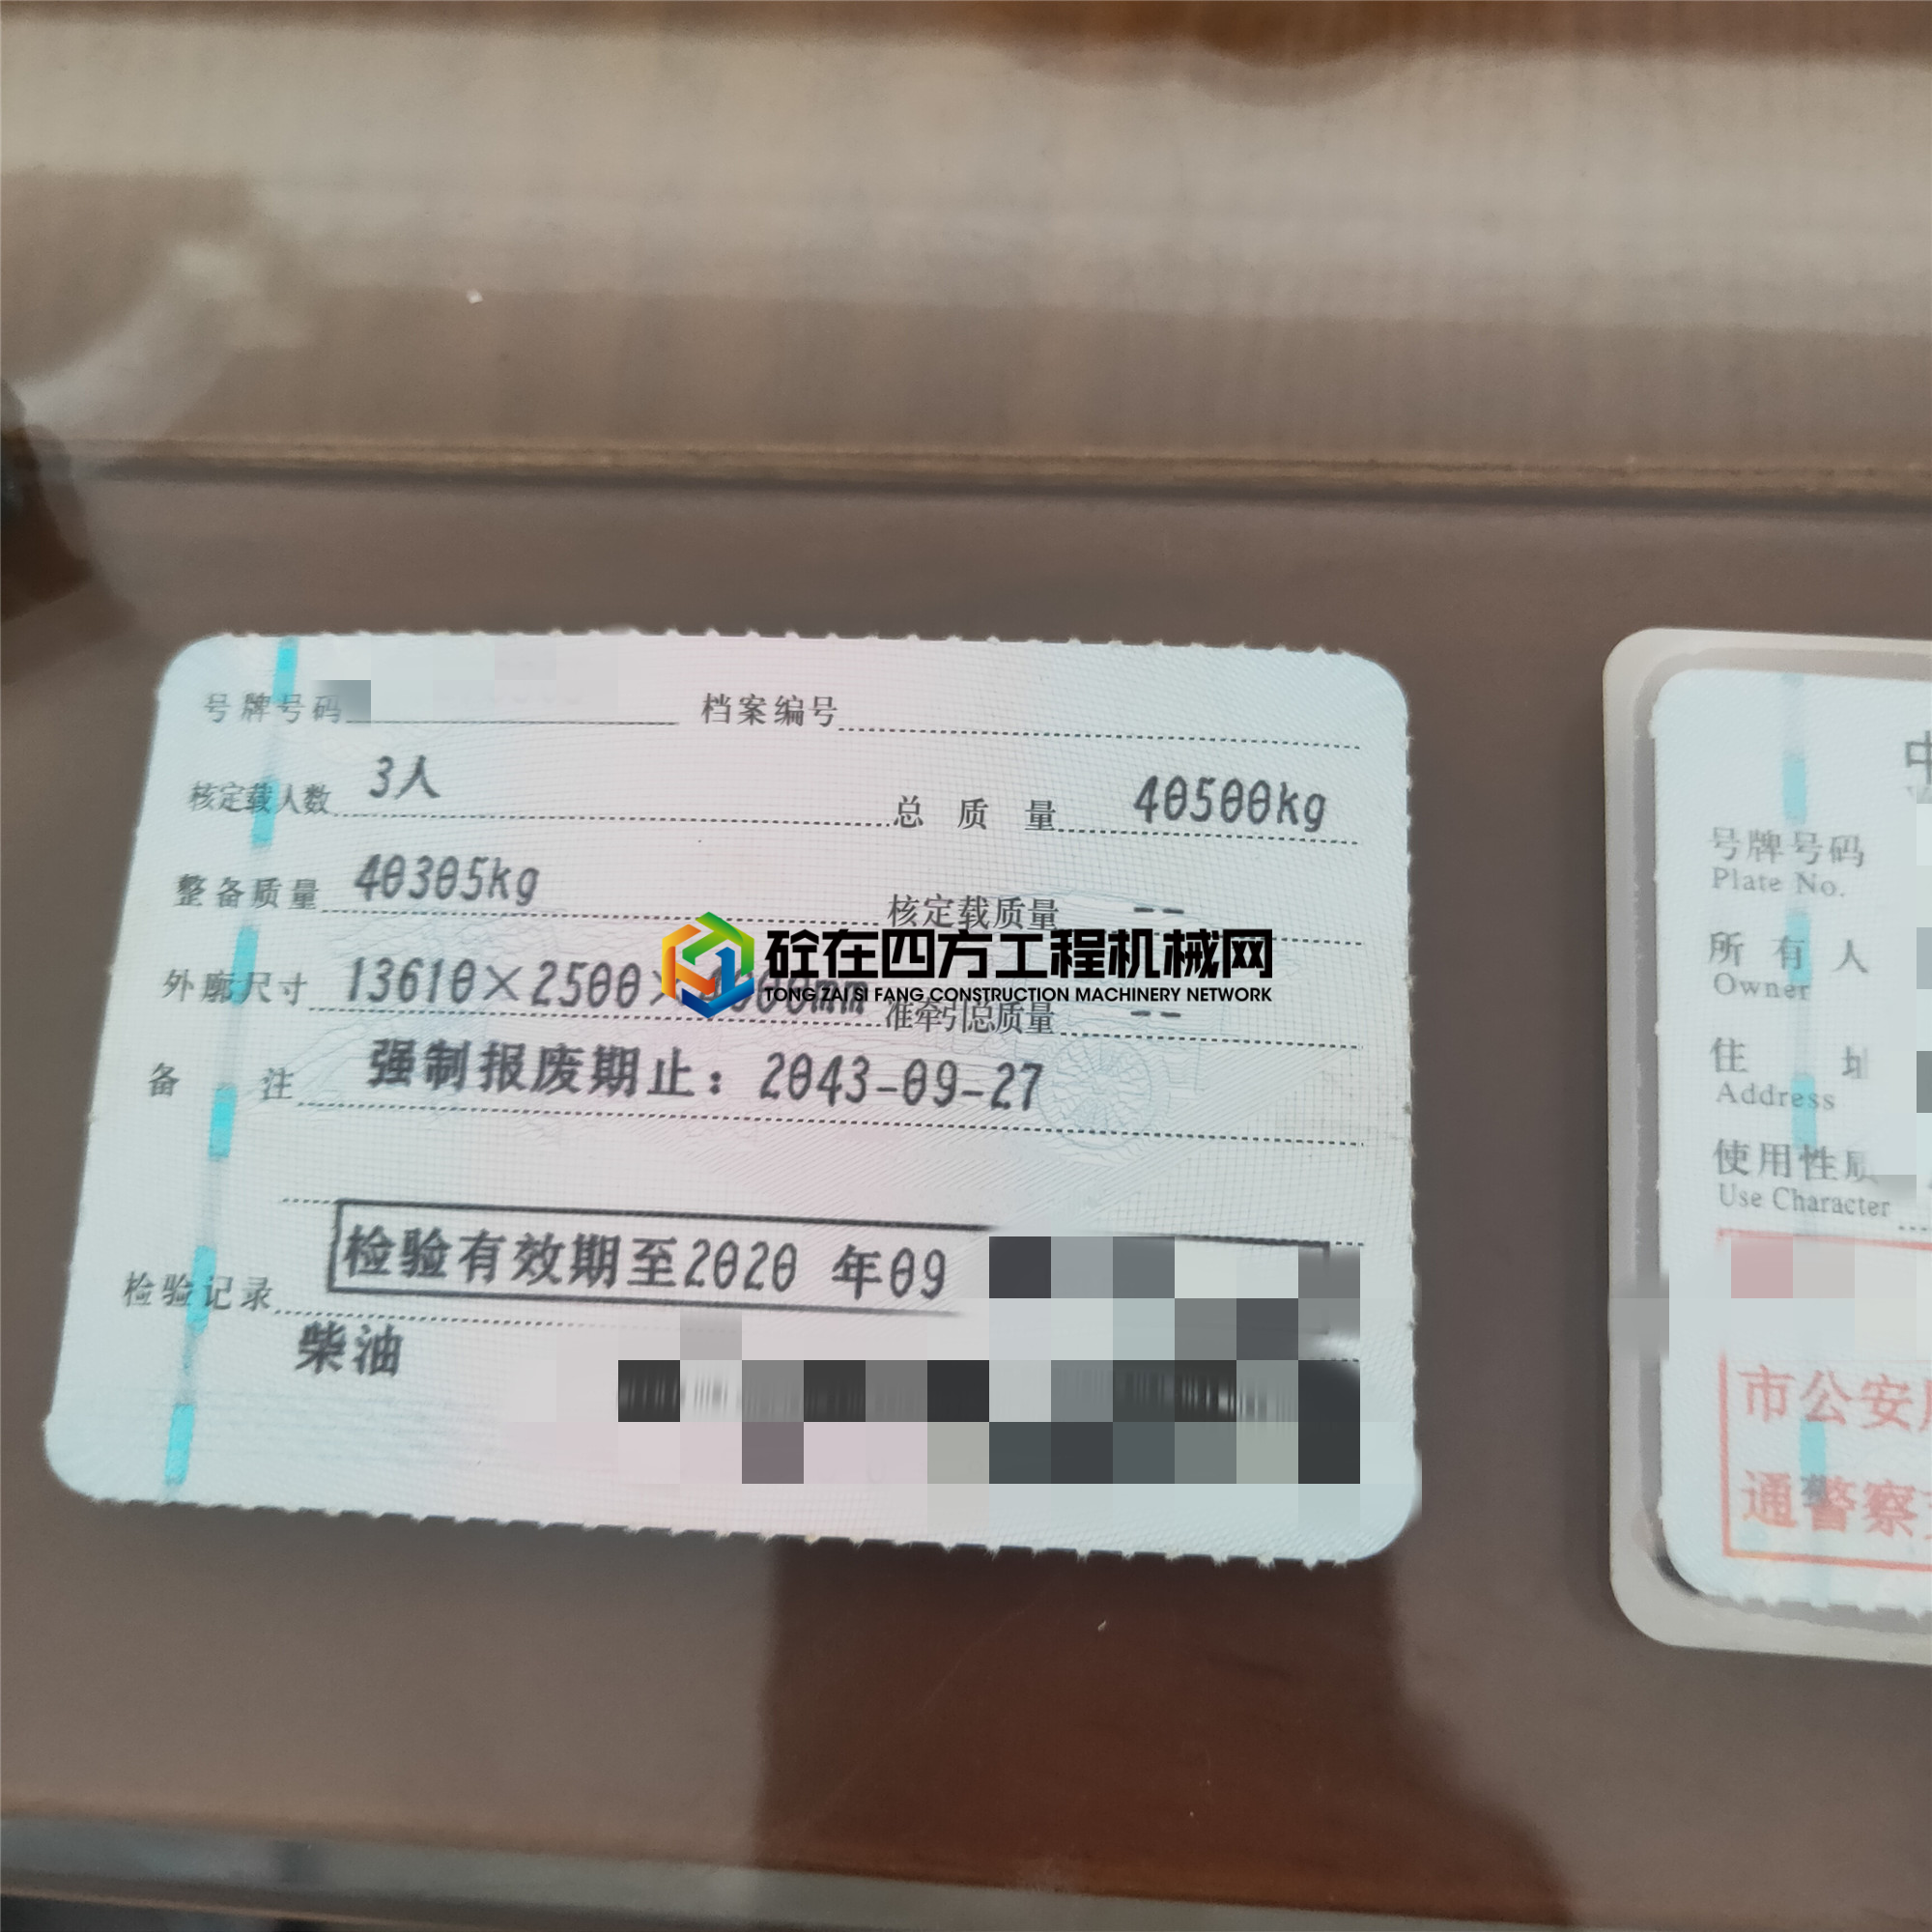 号牌号码 档案编号
核定载人数 3人 总质量 40500kg
整备质量 40305kg 核定载质量 --
外廓尺寸 13610×2500×4000mm 准牵引总质量 --
备注 强制报废期止：2043-09-27
检验记录 检验有效期至2020 年09
柴油
砼在四方工程机械网
TONG ZAI SI FANG CONSTRUCTION MACHINERY NETWORK
号牌号码
Plate No.
所有人
Owner
住址
Address
使用性质
Use Character
市公安
通警察